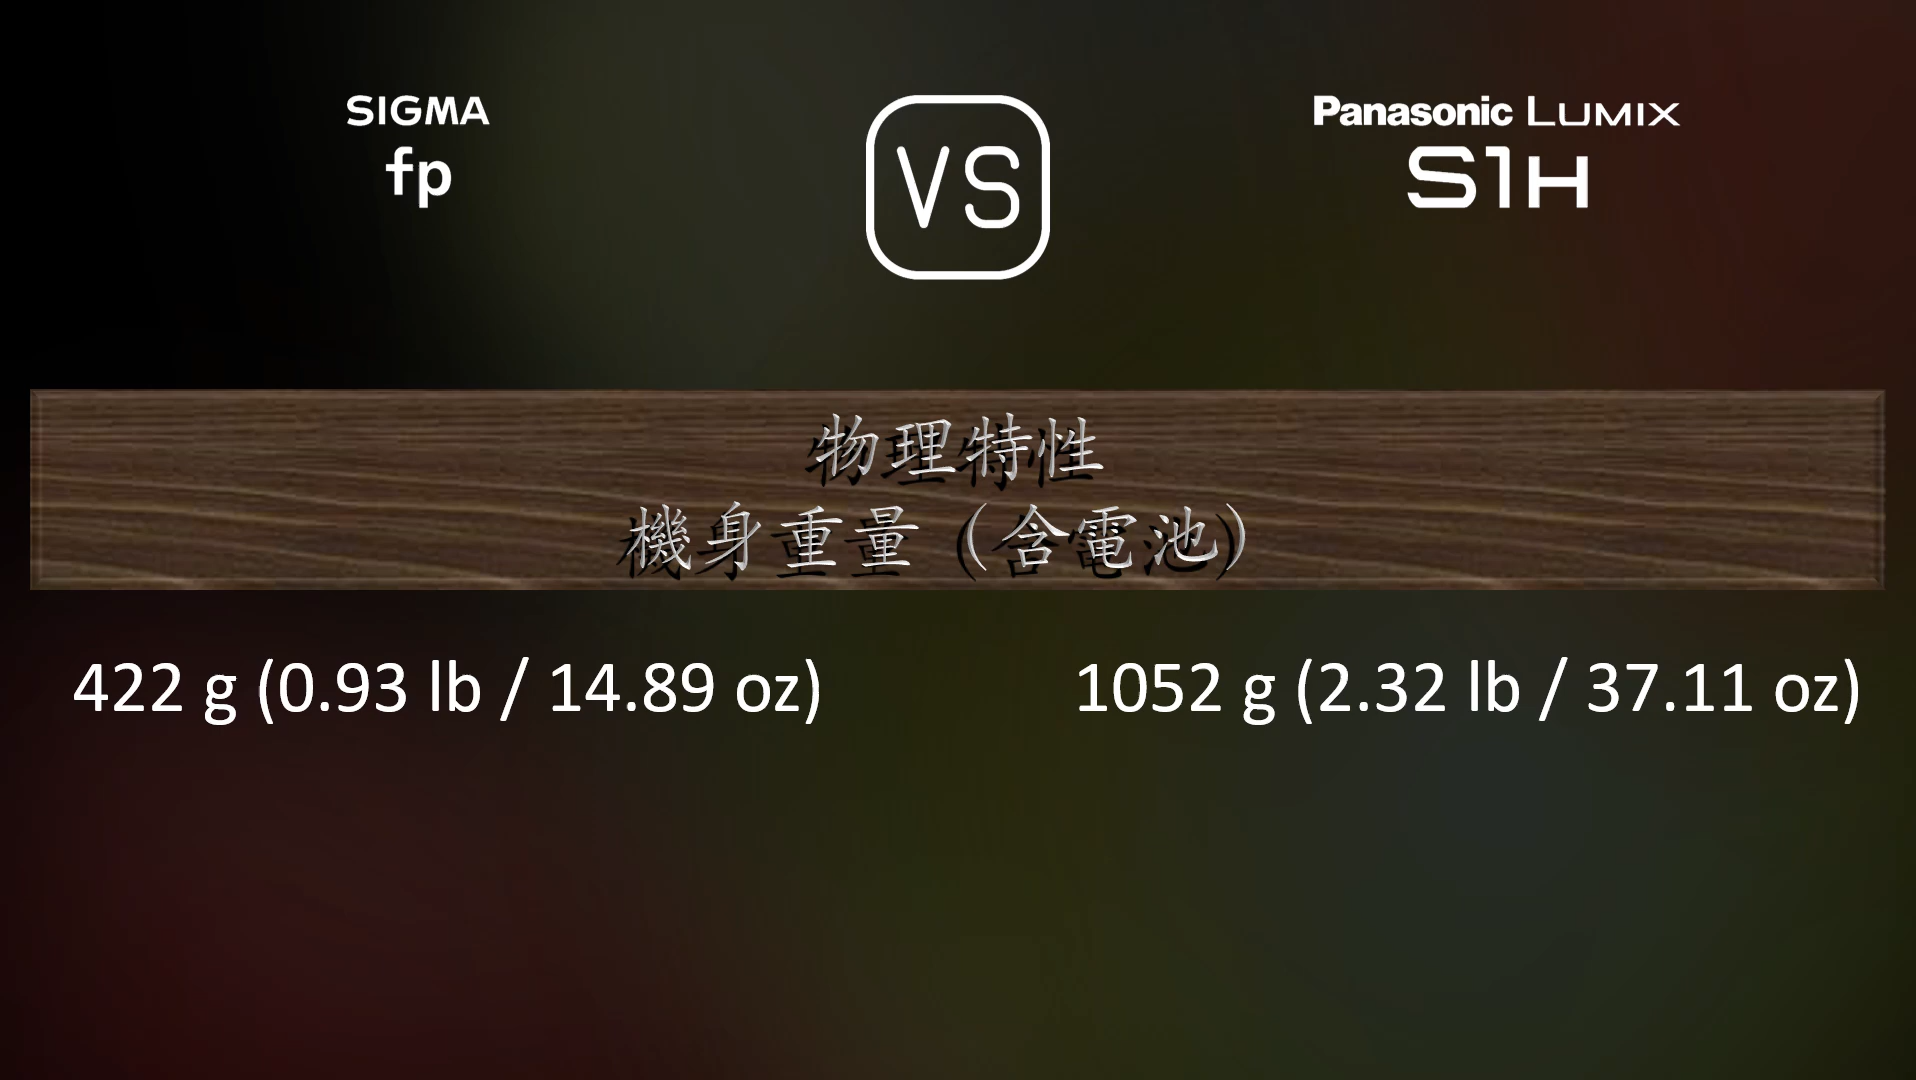 SIGMA
fp
VS
Panasonic LUMIX
S1H
物理特性
機身重量（含電池）
422 g (0.93 lb / 14.89 oz)
1052 g (2.32 lb / 37.11 oz)